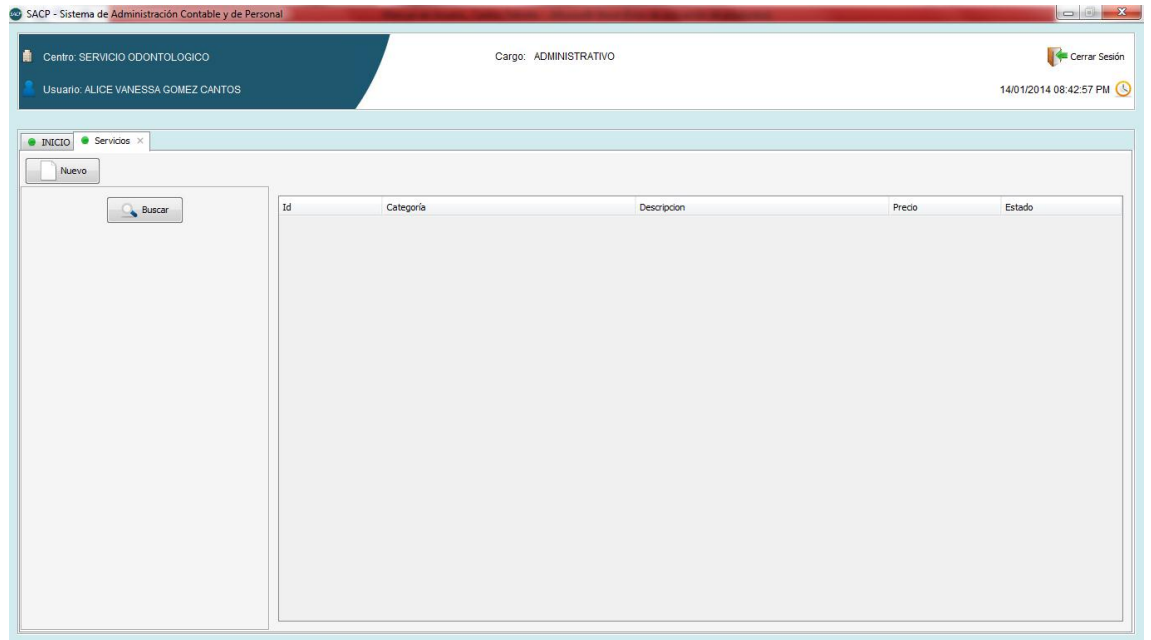 SACP - Sistema de Administración Contable y de Personal
Centro: SERVICIO ODONTOLOGICO
Cargo: ADMINISTRATIVO
Cerrar Sesión
Usuario: ALICE VANESSA GOMEZ CANTOS
14/01/2014 08:42:57 PM
INICIO Servicios
Nuevo
Buscar
Id Categoría Descripcion Precio Estado